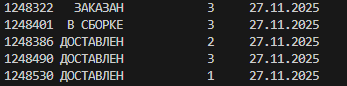 1248322 ЗАКАЗАН 3 27.11.2025
1248401 В СБОРКЕ 3 27.11.2025
1248386 ДОСТАВЛЕН 2 27.11.2025
1248490 ДОСТАВЛЕН 3 27.11.2025
1248530 ДОСТАВЛЕН 1 27.11.2025